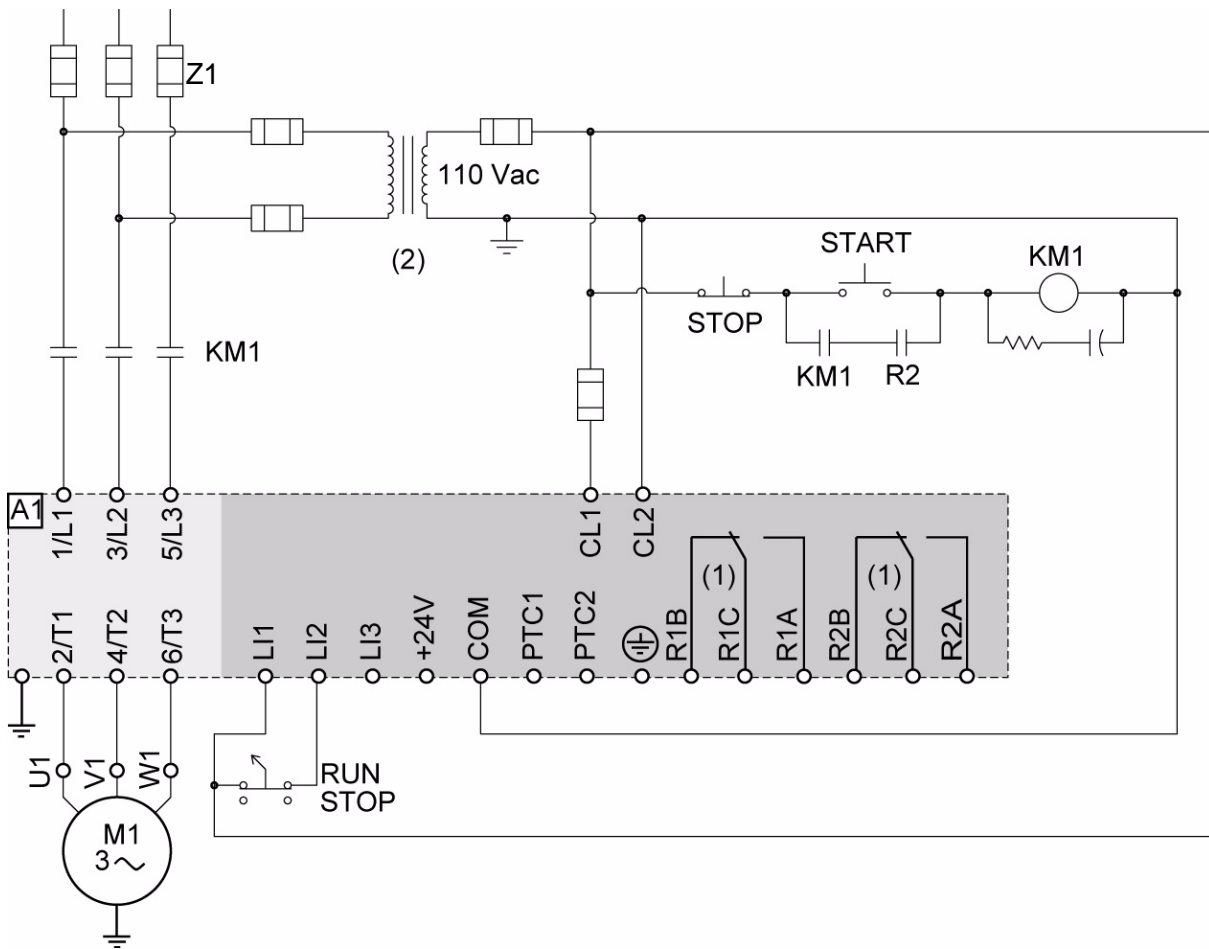 Z1
110 Vac
(2)
START
KM1
STOP
KM1
KM1
R2
A1
1/L1
3/L2
5/L3
CL1
CL2
2/T1
4/T2
6/T3
LI1
LI2
LI3
+24V
COM
PTC1
PTC2
R1B
(1)
R1C
R1A
R2B
(1)
R2C
R2A
U1
V1
W1
RUN
STOP
M1
3